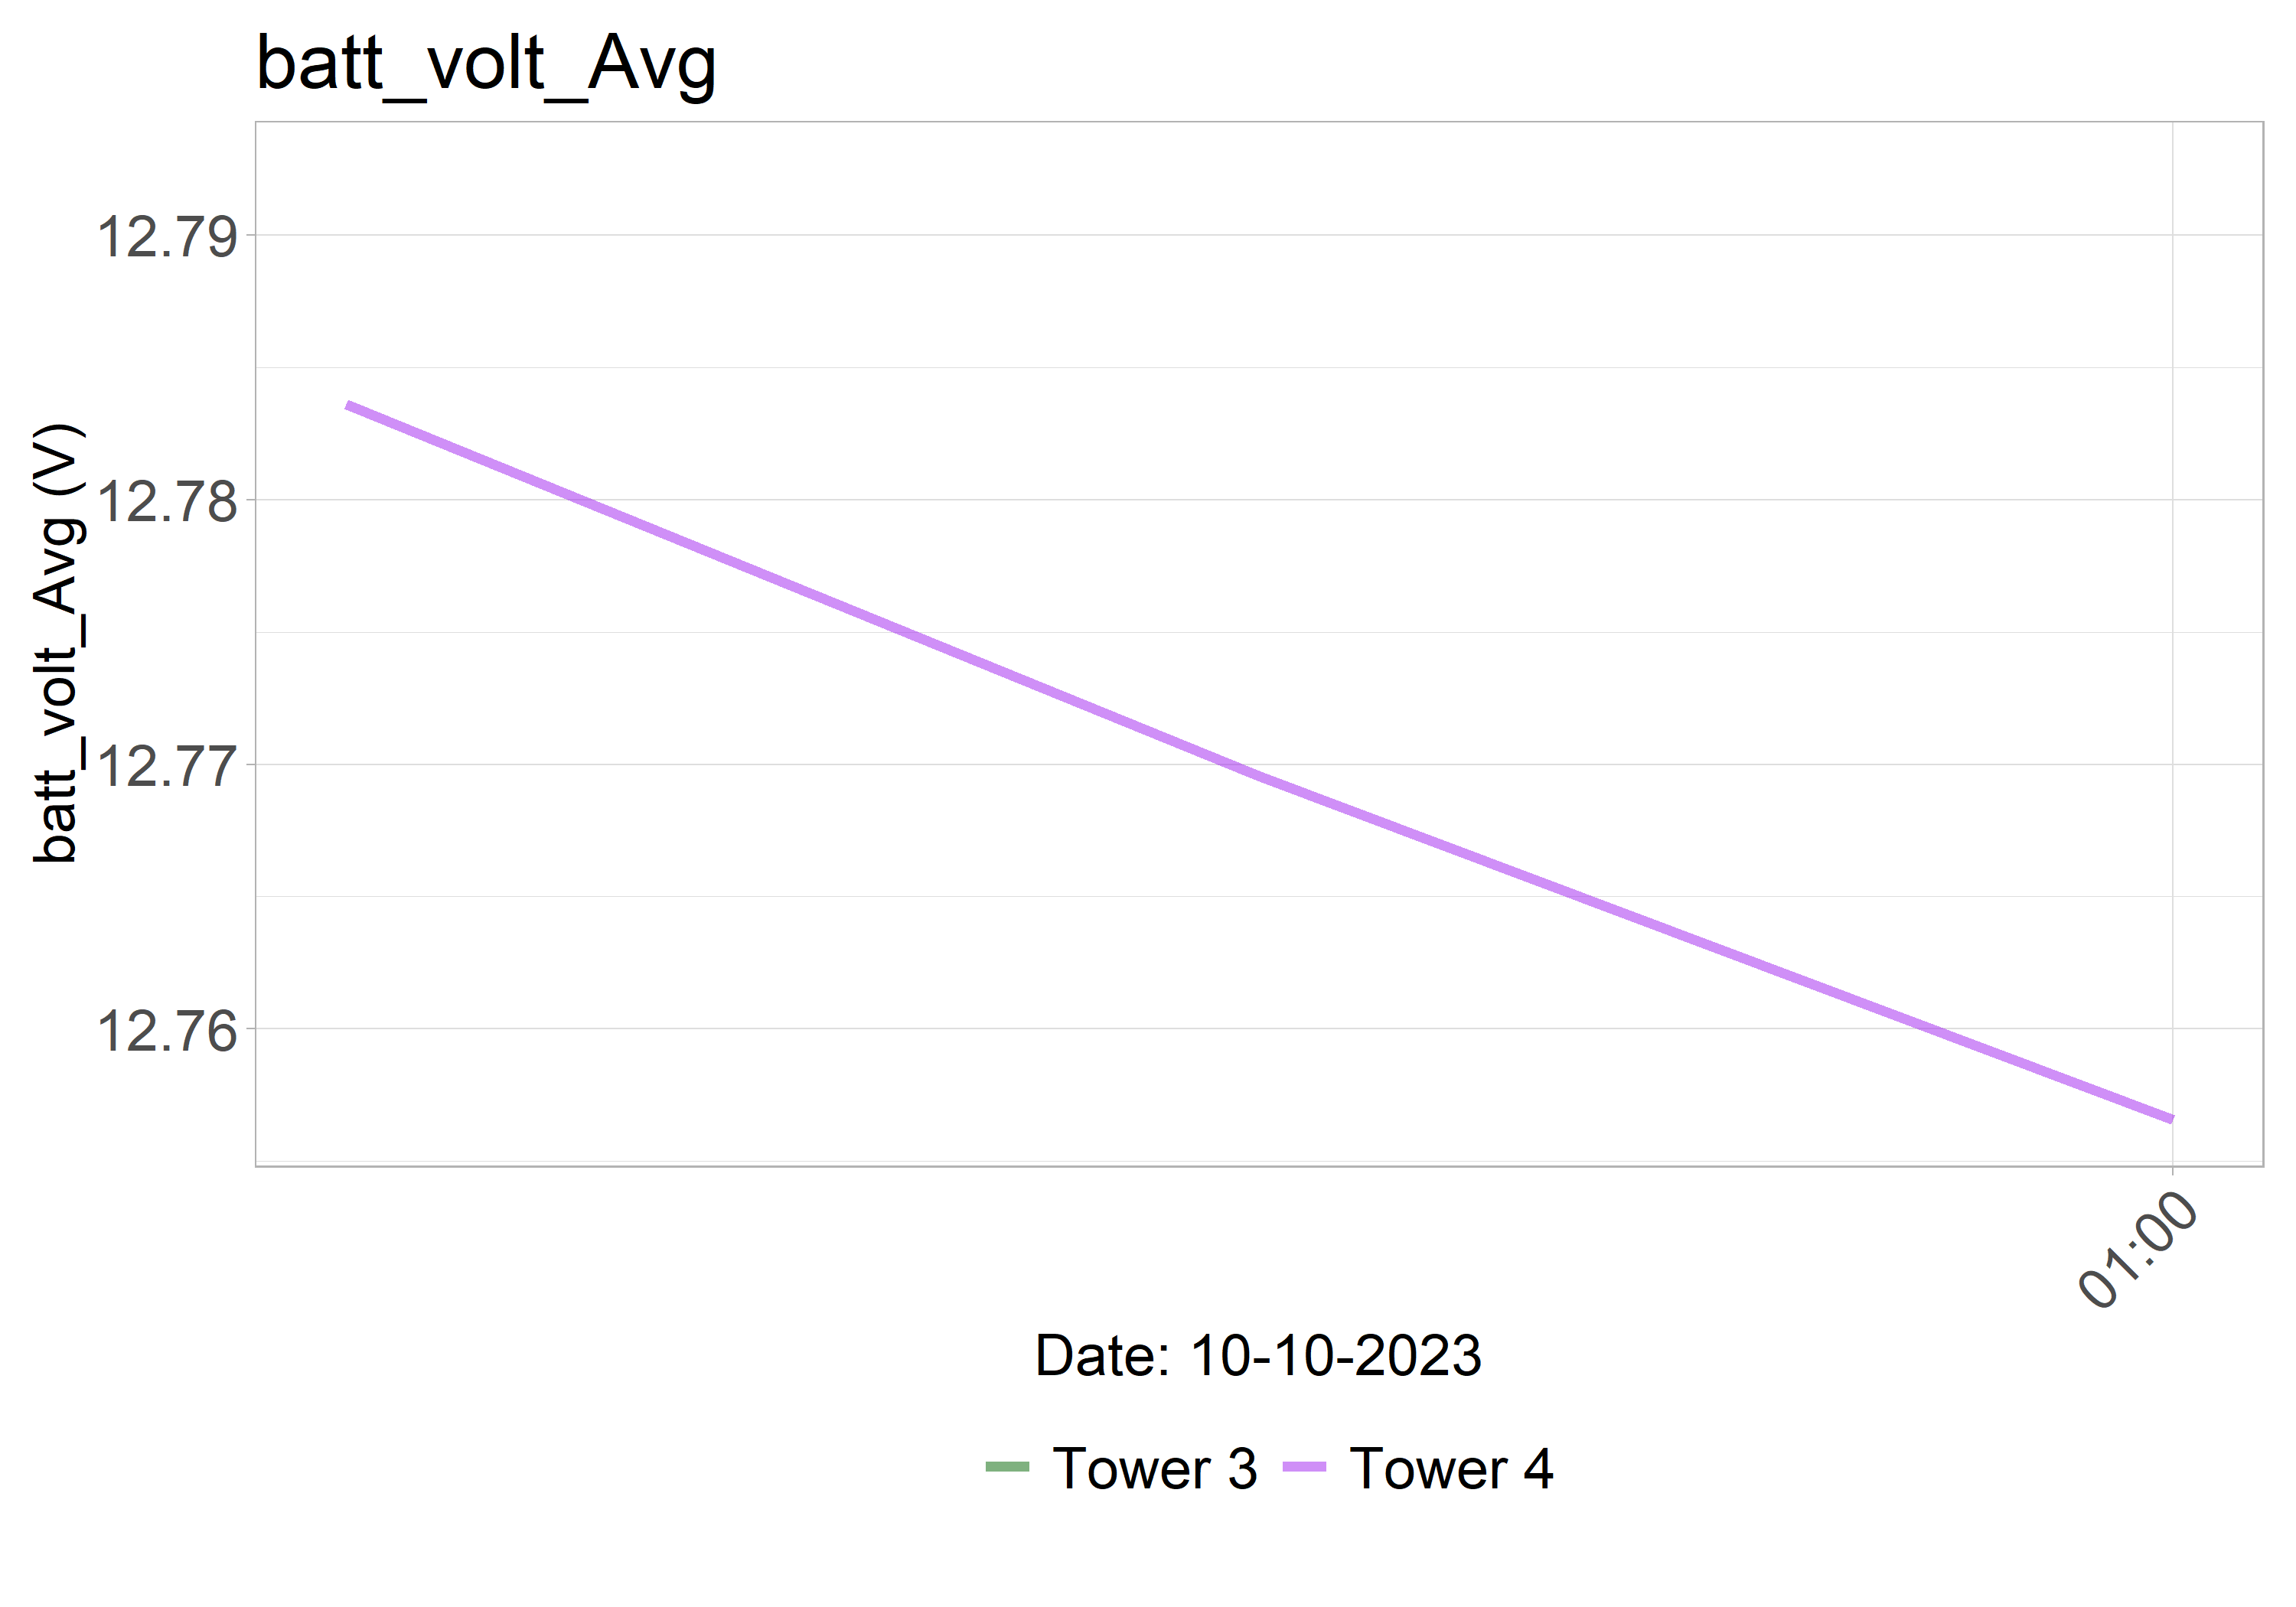 batt_volt_Avg
batt_volt_Avg (V)
12.79
12.78
12.77
12.76
01:00
Date: 10-10-2023
Tower 3 Tower 4